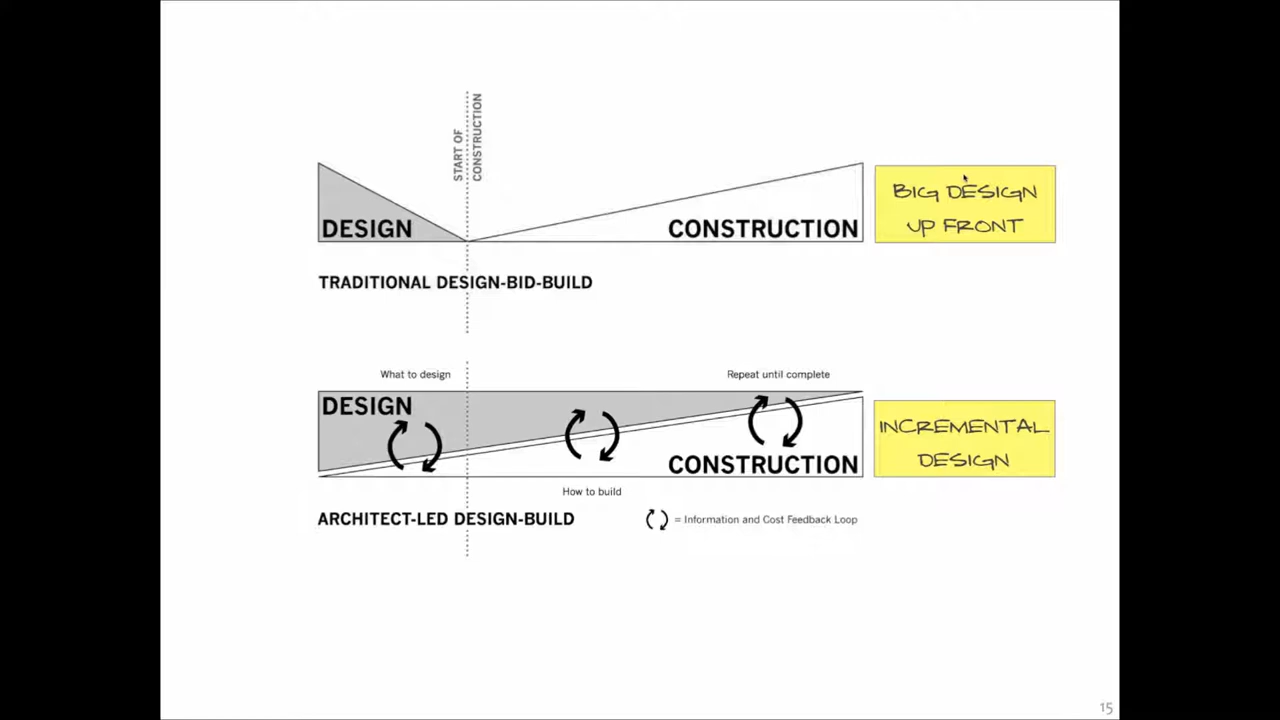 START OF
CONSTRUCTION
DESIGN
CONSTRUCTION
BIG DESIGN
UP FRONT
TRADITIONAL DESIGN-BID-BUILD
What to design
Repeat until complete
DESIGN
CONSTRUCTION
INCREMENTAL
DESIGN
How to build
ARCHITECT-LED DESIGN-BUILD
= Information and Cost Feedback Loop
15